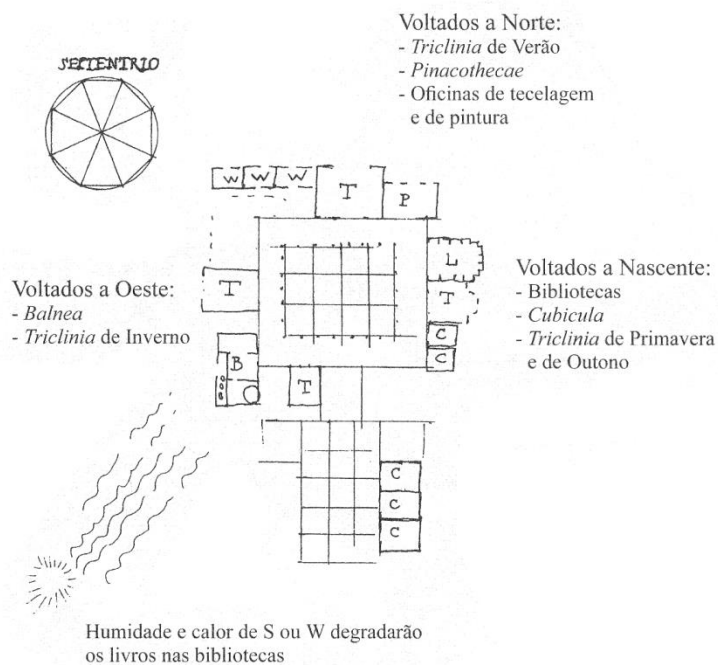 Voltados a Norte:
- Triclinia de Verão
- Pinacothecae
- Oficinas de tecelagem
e de pintura
SEPTENTRIO
W W W T P
L
T
T
C
C
Voltados a Oeste:
- Balnea
- Triclinia de Inverno
Voltados a Nascente:
- Bibliotecas
- Cubicula
- Triclinia de Primavera
e de Outono
B
T
C
C
C
Humidade e calor de S ou W degradarão
os livros nas bibliotecas